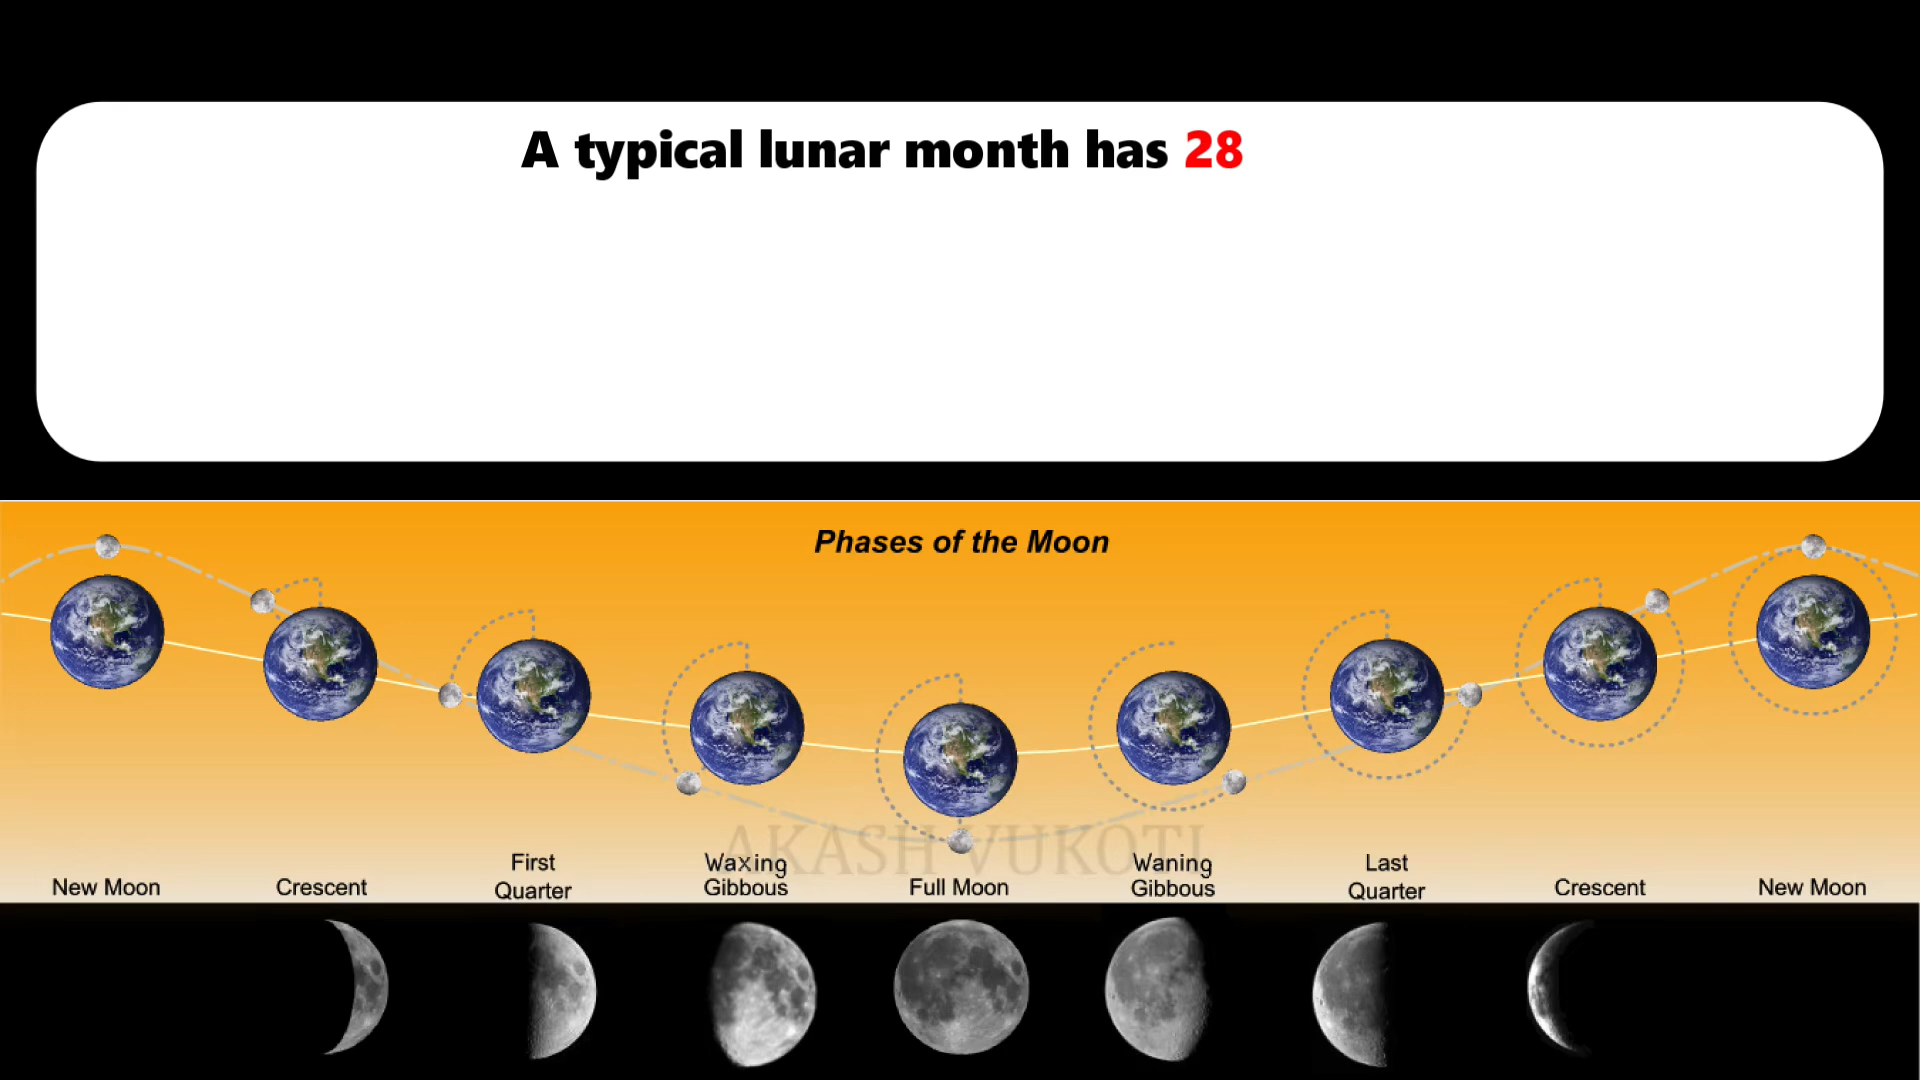 A typical lunar month has 28
Phases of the Moon
AKASH VUKOTI
New Moon
Crescent
First
Quarter
Waxing
Gibbous
Full Moon
Waning
Gibbous
Last
Quarter
Crescent
New Moon